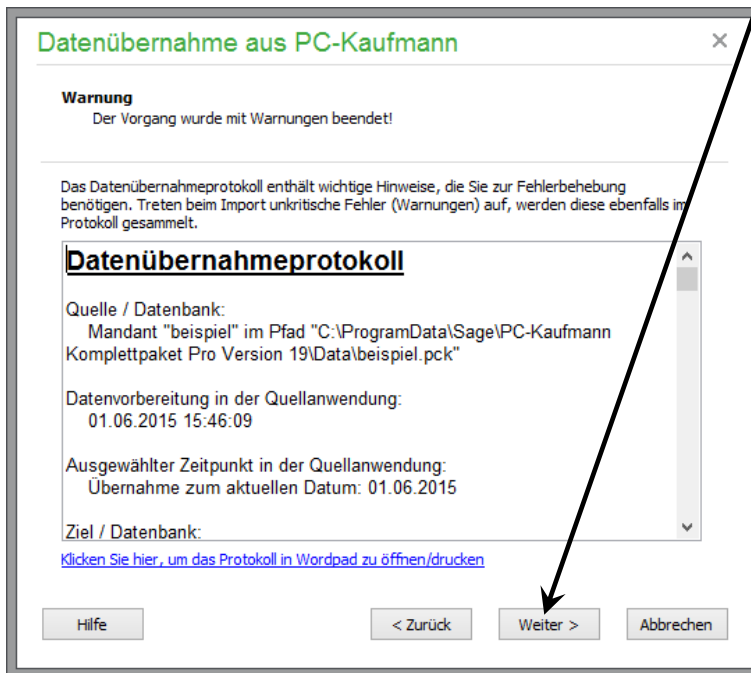 Datenübernahme aus PC-Kaufmann
Warnung
Der Vorgang wurde mit Warnungen beendet!
Das Datenübernahmeprotokoll enthält wichtige Hinweise, die Sie zur Fehlerbehebung
benötigen. Treten beim Import unkritische Fehler (Warnungen) auf, werden diese ebenfalls im
Protokoll gesammelt.
Datenübernahmeprotokoll
Quelle / Datenbank:
Mandant "beispiel" im Pfad "C:\ProgramData\Sage\PC-Kaufmann
Komplettpaket Pro Version 19\Data\beispiel.pck"
Datenvorbereitung in der Quellanwendung:
01.06.2015 15:46:09
Ausgewählter Zeitpunkt in der Quellanwendung:
Übernahme zum aktuellen Datum: 01.06.2015
Ziel / Datenbank:
Klicken Sie hier, um das Protokoll in Wordpad zu öffnen/drucken
Hilfe
< Zurück
Weiter >
Abbrechen